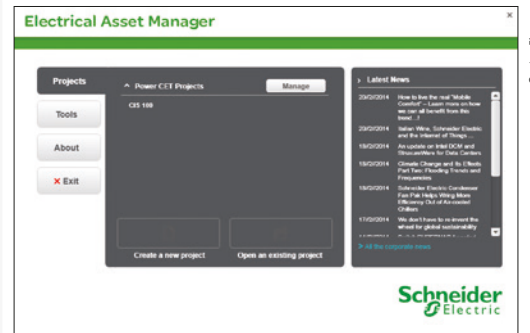 Electrical Asset Manager
Projects
Tools
About
× Exit
Power CET Projects
Manage
CIS 100
Create a new project
Open an existing project
Latest News
20/02/2014 How to live the real "Mobile
Comfort" – Learn more on how
we can all benefit from this
trend ..!
20/02/2014 Italian Wine, Schneider Electric
and the Internet of Things ...
19/02/2014 An update on Intel DCM and
StruxureWare for Data Centers
18/02/2014 Climate Change and its Effects
Part Two: Flooding Trends and
Frequencies
18/02/2014 Schneider Electric Condenser
Fan Pair Helps Wring More
Efficiency Out of Air-cooled
Chillers
17/02/2014 We don't have to re-invent the
wheel for global sustainability
> All the corporate news
Schneider
Electric